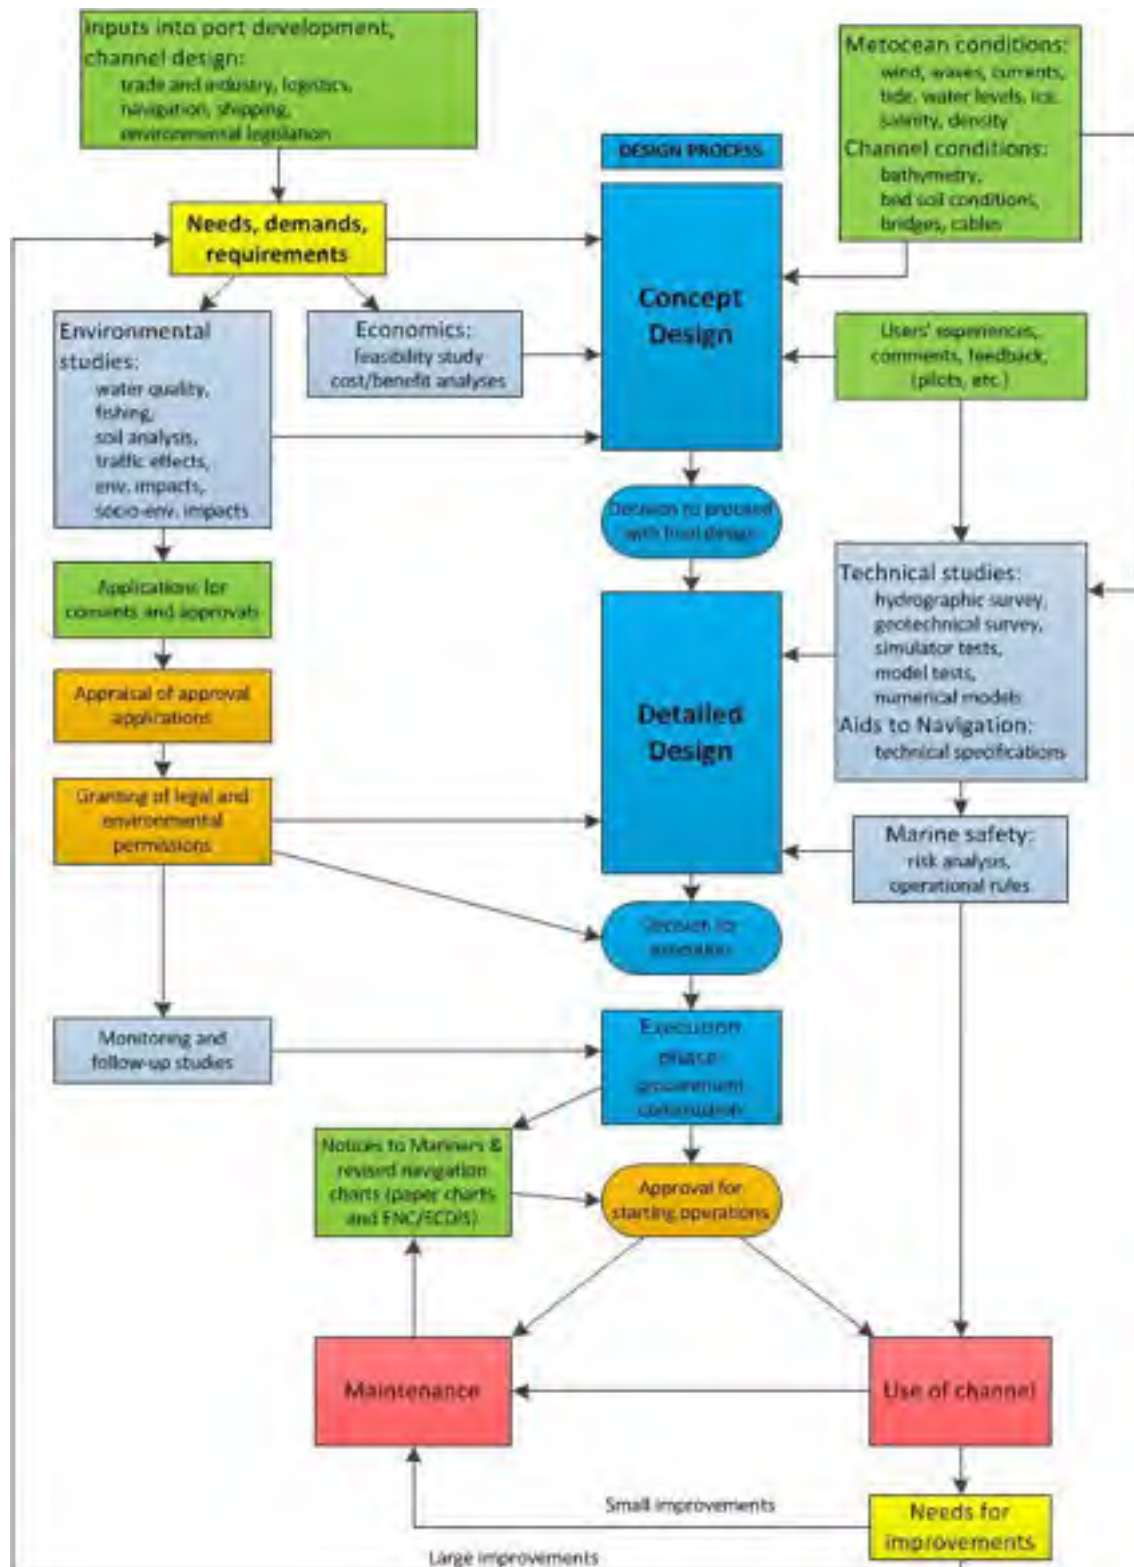 Inputs into port development,
channel design:
trade and industry, logistics,
navigation, shipping,
environmental legislation
Metocean conditions:
wind, waves, currents,
tide, water levels, ice,
salinity, density
Channel conditions:
bathymetry,
bed soil conditions,
bridges, cables
DESIGN PROCESS
Needs, demands,
requirements
Concept
Design
Environmental
studies:
water quality,
fishing,
soil analysis,
traffic effects,
env. impacts,
socio-env. impacts
Economics:
feasibility study
cost/benefit analyses
Users' experiences,
comments, feedback,
(pilots, etc.)
Decision to proceed
with final design
Applications for
consents and approvals
Technical studies:
hydrographic survey,
geotechnical survey,
simulator tests,
model tests,
numerical models
Aids to Navigation:
technical specifications
Appraisal of approval
applications
Detailed
Design
Granting of legal and
environmental
permissions
Marine safety:
risk analysis,
operational rules
Decision for
execution
Monitoring and
follow-up studies
Execution
phase:
procurement
construction
Notices to Mariners &
revised navigation
charts (paper charts
and ENC/ECDIS)
Approval for
starting operations
Maintenance
Use of channel
Small improvements
Needs for
improvements
Large improvements